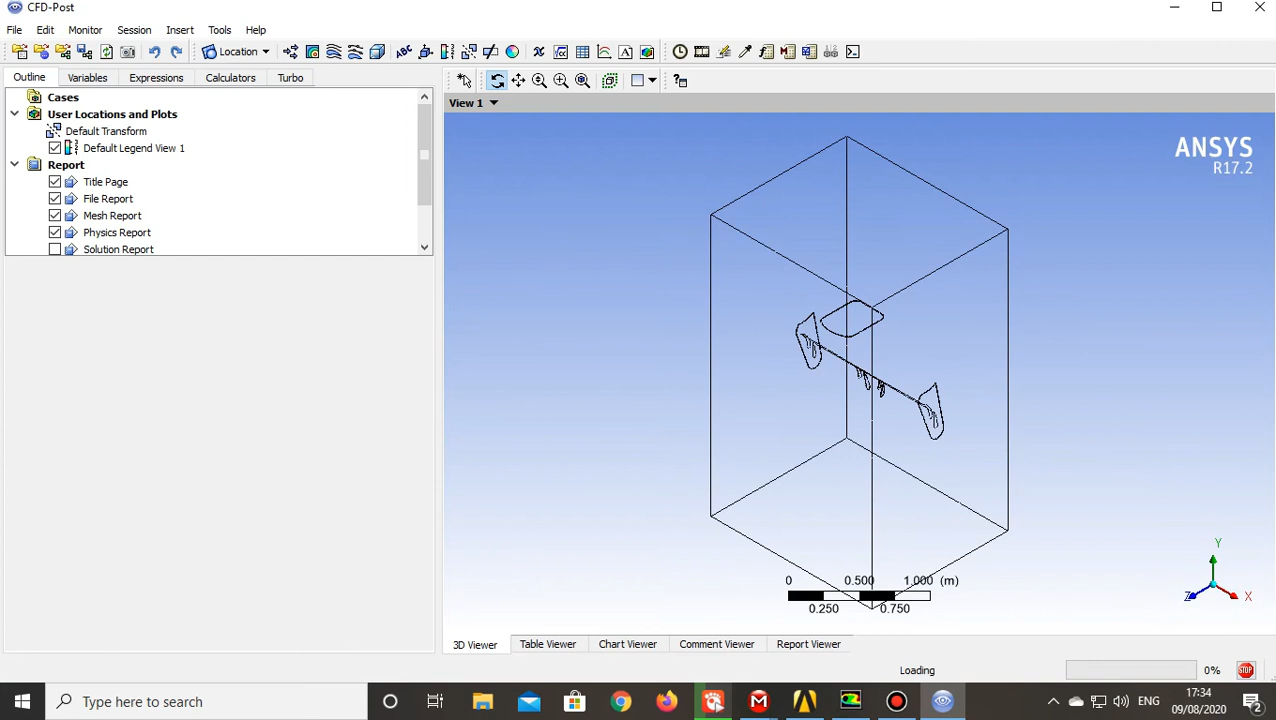 CFD-Post
File Edit Monitor Session Insert Tools Help
Location
Outline Variables Expressions Calculators Turbo
Cases
User Locations and Plots
Default Transform
Default Legend View 1
Report
Title Page
File Report
Mesh Report
Physics Report
Solution Report
View 1
ANSYS
R17.2
0 0.500 1.000 (m)
0.250 0.750
Y
Z X
3D Viewer Table Viewer Chart Viewer Comment Viewer Report Viewer
Loading 0% STOP
Type here to search
ENG
17:34
09/08/2020
2